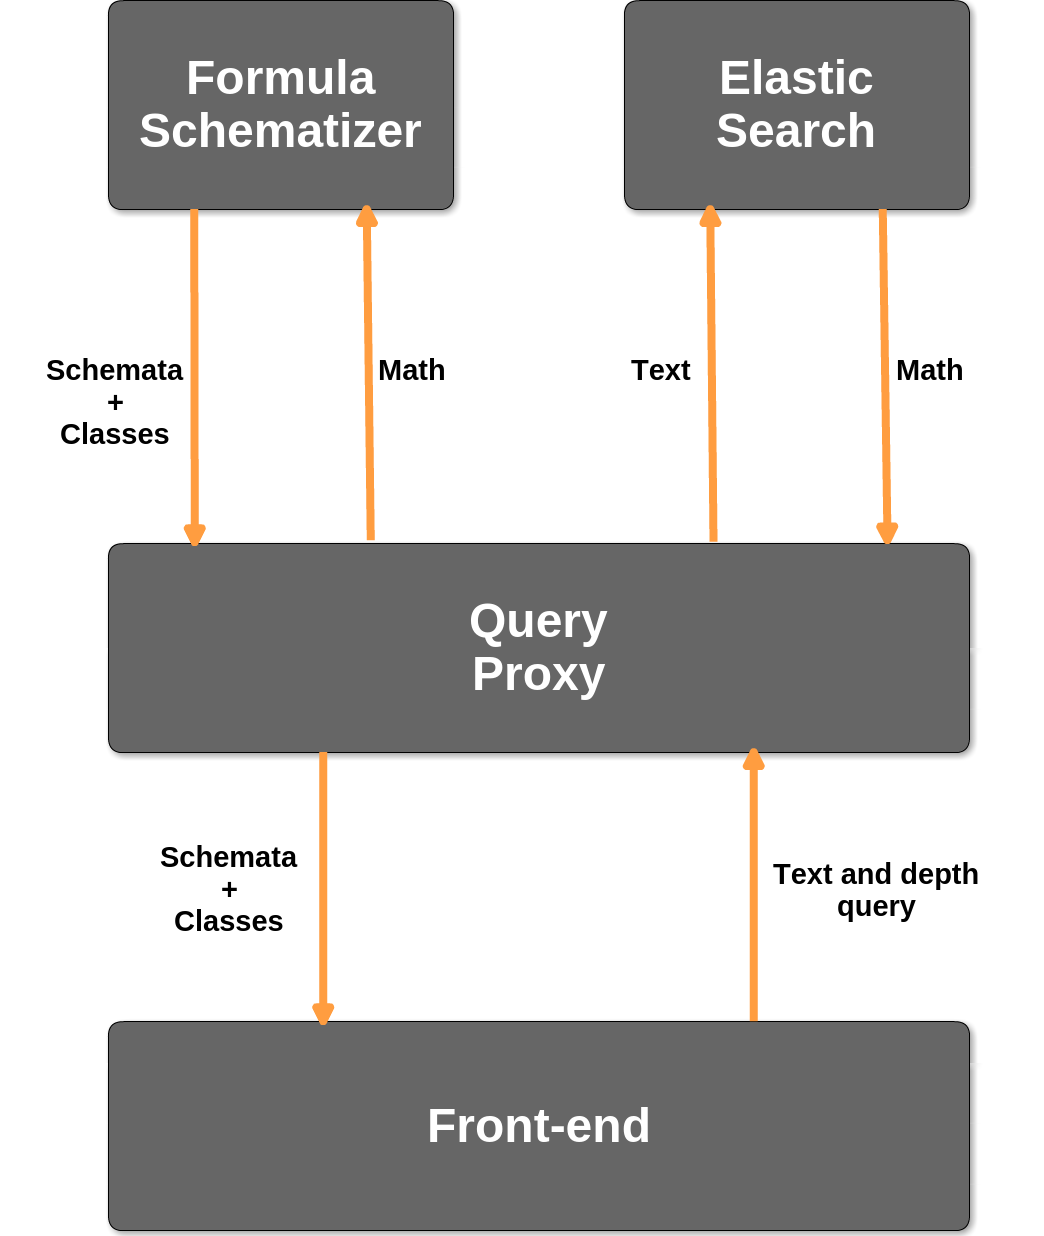 Formula
Schematizer
Elastic
Search
Schemata
+
Classes
Math
Text
Math
Query
Proxy
Schemata
+
Classes
Text and depth
query
Front-end